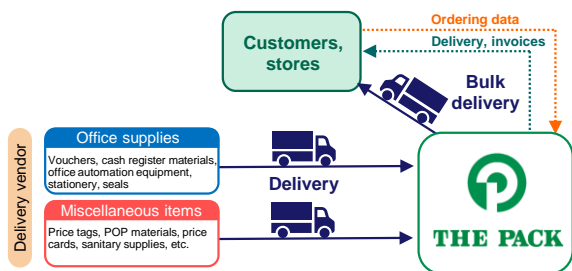 Ordering data
Customers,
stores
Delivery, invoices
Bulk
delivery
Delivery vendor
Office supplies
Vouchers, cash register materials,
office automation equipment,
stationery, seals
Delivery
Miscellaneous items
Price tags, POP materials, price
cards, sanitary supplies, etc.
THE PACK